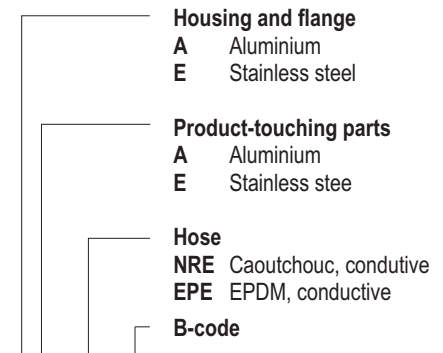 Housing and flange
A Aluminium
E Stainless steel
Product-touching parts
A Aluminium
E Stainless stee
Hose
NRE Caoutchouc, condutive
EPE EPDM, conductive
B-code